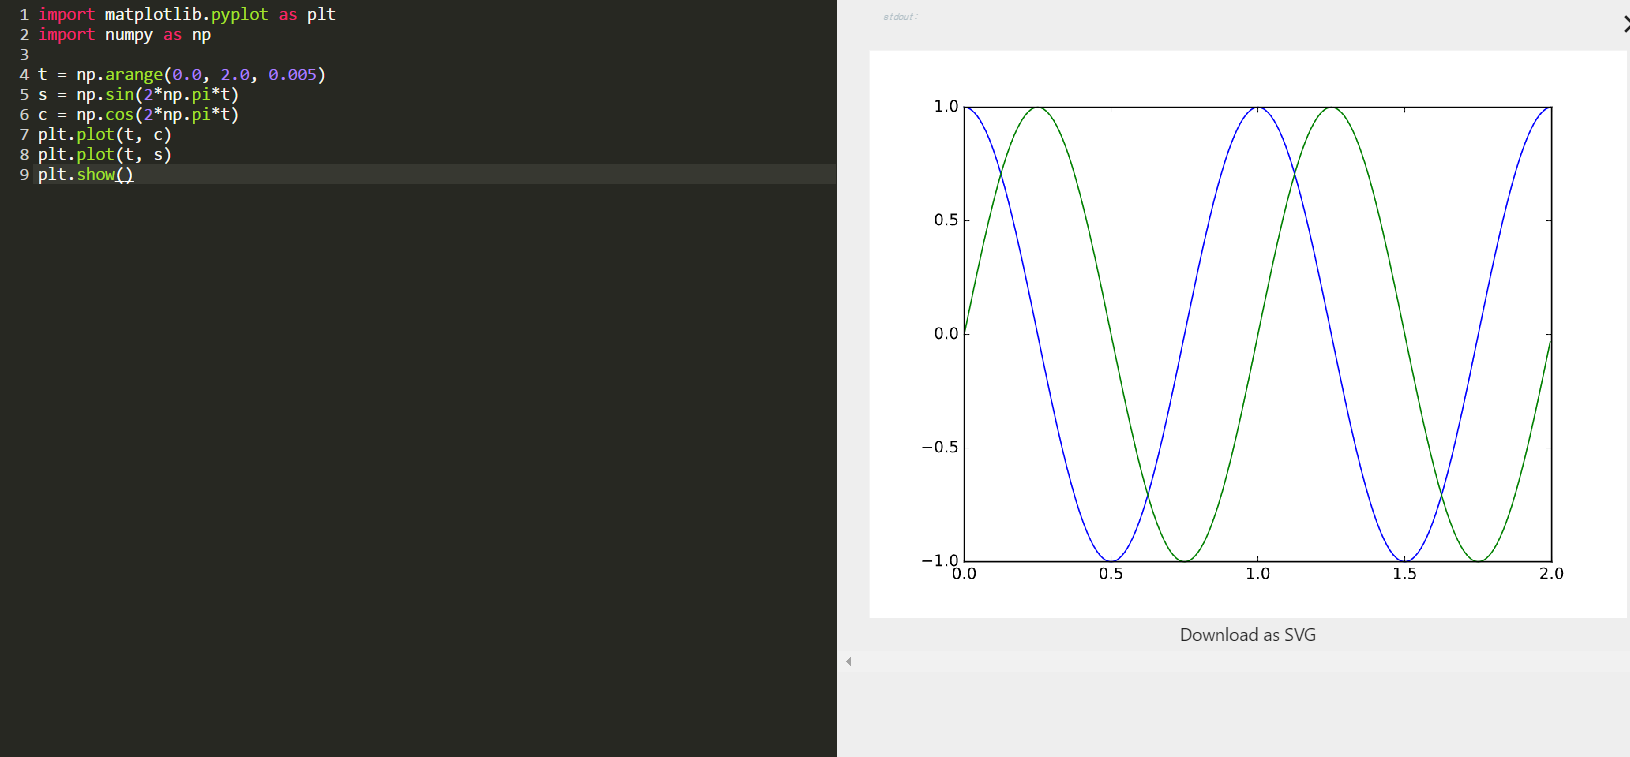 1 import matplotlib.pyplot as plt
2 import numpy as np
3
4 t = np.arange(0.0, 2.0, 0.005)
5 s = np.sin(2*np.pi*t)
6 c = np.cos(2*np.pi*t)
7 plt.plot(t, c)
8 plt.plot(t, s)
9 plt.show()
stdout:
1.0
0.5
0.0
−0.5
−1.0
0.0 0.5 1.0 1.5 2.0
Download as SVG